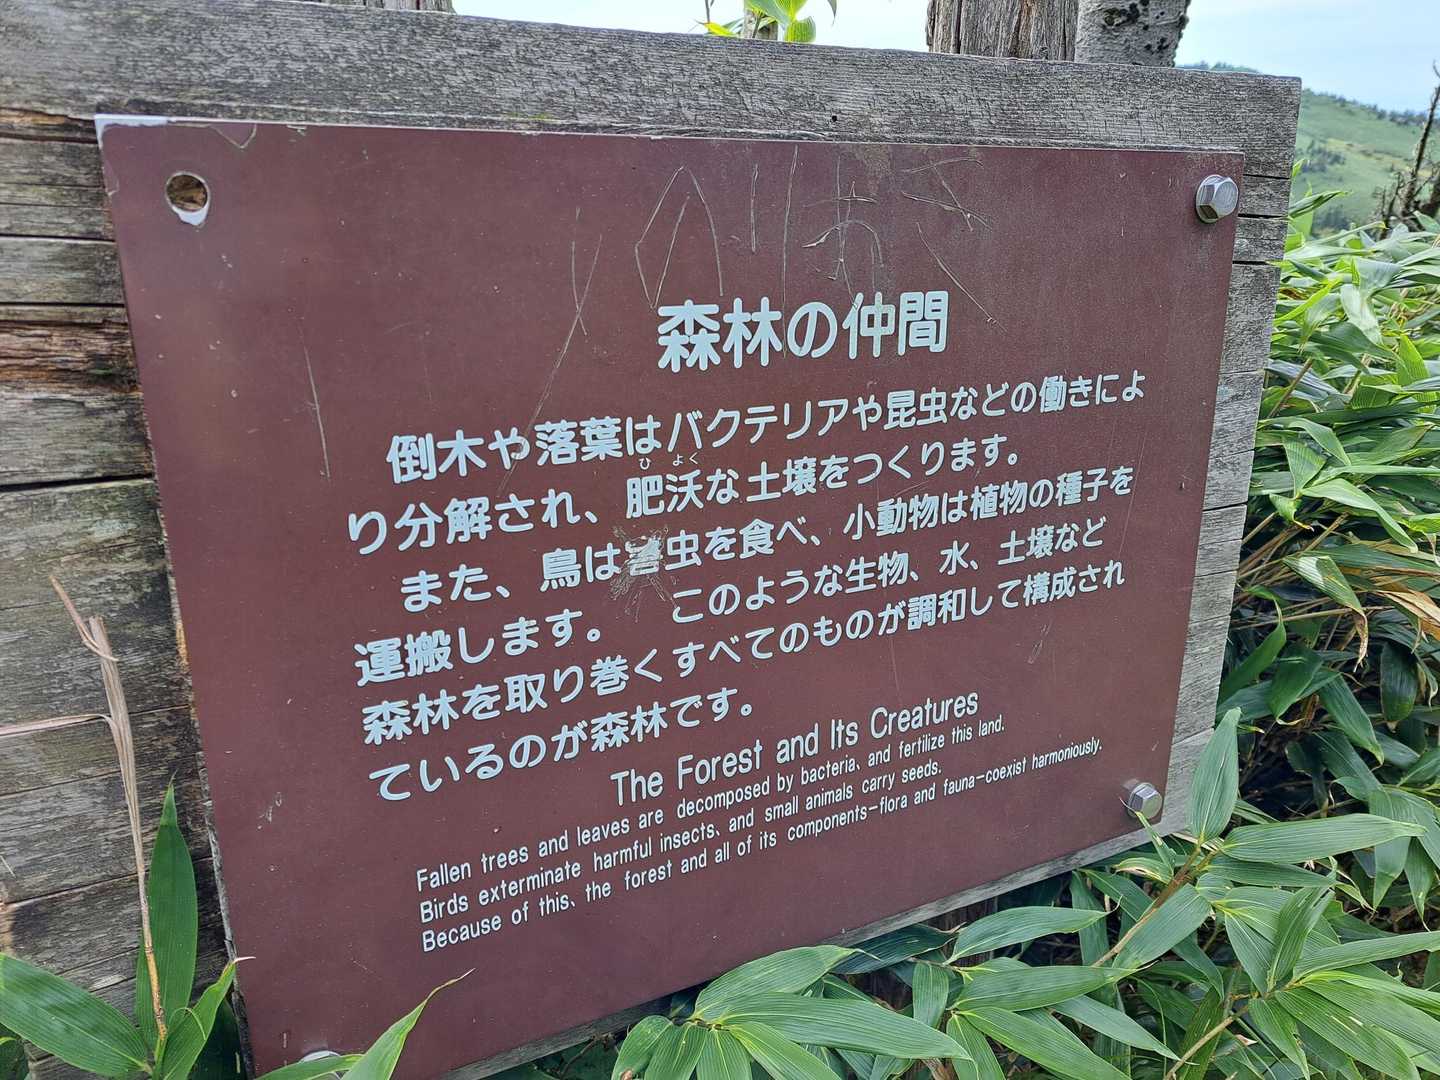 森林の仲間
倒木や落葉はバクテリアや昆虫などの働きによ
ひよく
り分解され、肥沃な土壌をつくります。
また、鳥は害虫を食べ、小動物は植物の種子を
運搬します。 このような生物、水、土壌など
森林を取り巻くすべてのものが調和して構成され
ているのが森林です。
The Forest and Its Creatures
Fallen trees and leaves are decomposed by bacteria、and fertilize this land.
Birds exterminate harmful insects、and small animals carry seeds.
Because of this、the forest and all of its components–flora and fauna–coexist harmoniously.